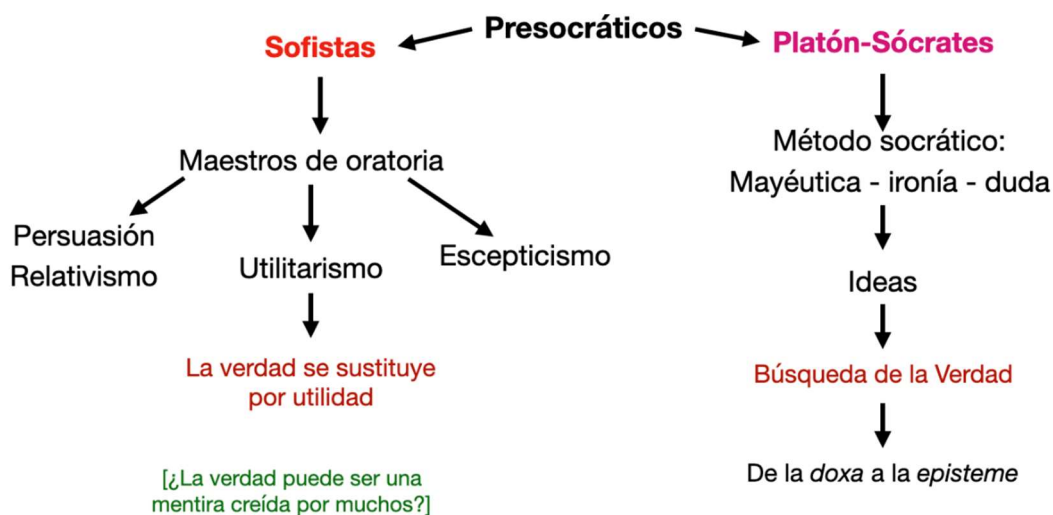 Presocráticos
Sofistas
Maestros de oratoria
Persuasión
Relativismo
Utilitarismo
Escepticismo
La verdad se sustituye
por utilidad
[¿La verdad puede ser una
mentira creída por muchos?]
Platón-Sócrates
Método socrático:
Mayéutica - ironía - duda
Ideas
Búsqueda de la Verdad
De la doxa a la episteme